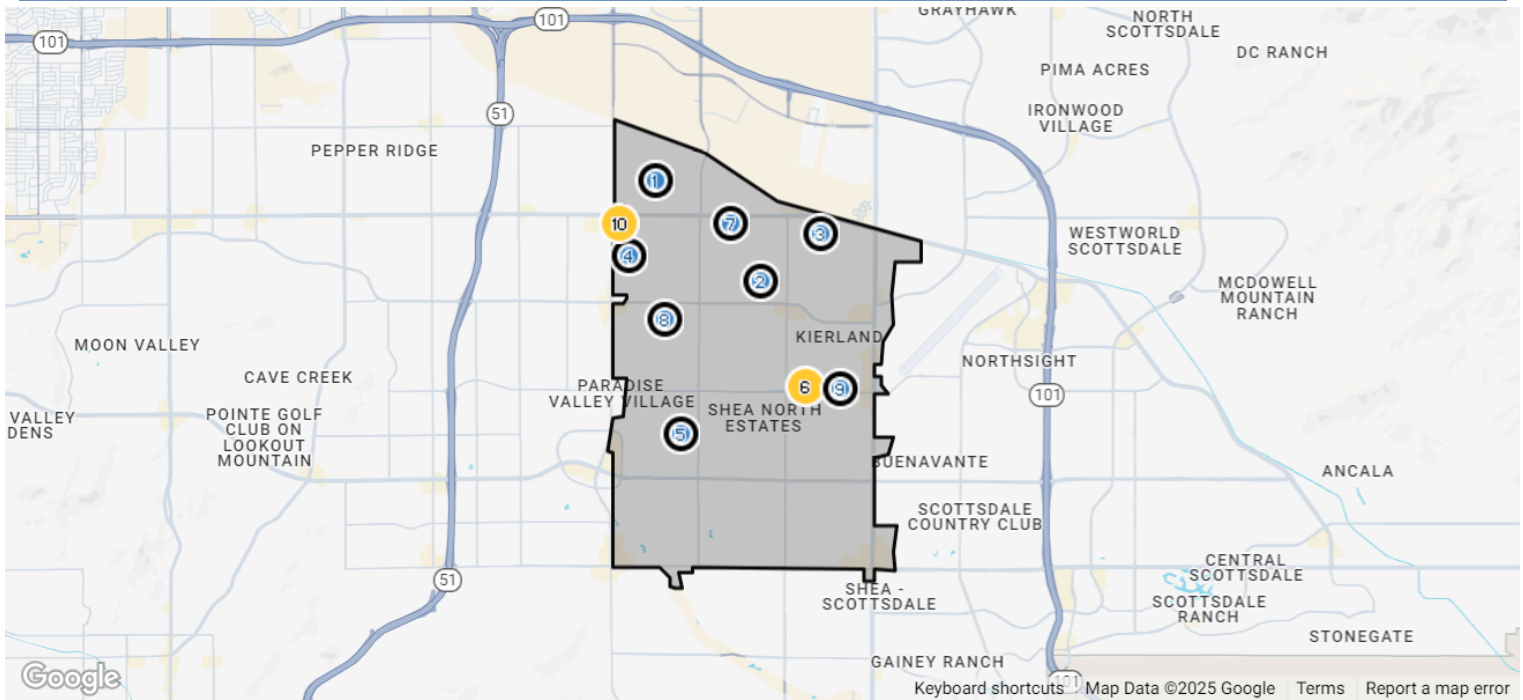 GRAYHAWK
101
NORTH
SCOTTSDALE
101
DC RANCH
PIMA ACRES
IRONWOOD
VILLAGE
51
PEPPER RIDGE
1
10
7
3
4
WESTWORLD
SCOTTSDALE
2
MCDOWELL
MOUNTAIN
RANCH
8
KIERLAND
MOON VALLEY
NORTHSIGHT
CAVE CREEK
PARADISE
VALLEY VILLAGE
6
9
101
SHEA NORTH
ESTATES
VALLEY
DENS
POINTE GOLF
CLUB ON
LOOKOUT
MOUNTAIN
5
BUENAVANTE
ANCALA
SCOTTSDALE
COUNTRY CLUB
CENTRAL
SCOTTSDALE
51
SHEA -
SCOTTSDALE
SCOTTSDALE
RANCH
STONEGATE
GAINEY RANCH
101
Google
Keyboard shortcuts Map Data ©2025 Google Terms Report a map error